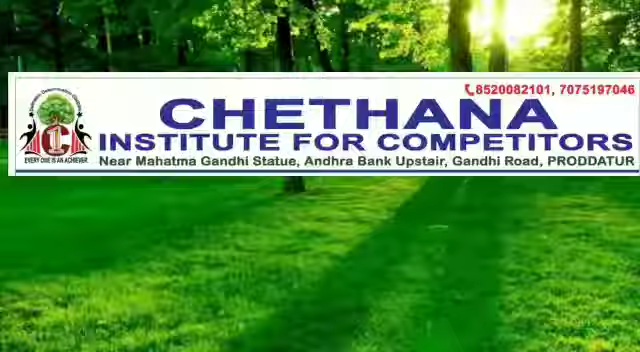 8520082101, 7075197046
CHETHANA
INSTITUTE FOR COMPETITORS
Near Mahatma Gandhi Statue, Andhra Bank Upstair, Gandhi Road, PRODDATUR
EVERY ONE IS AN ACHIEVER